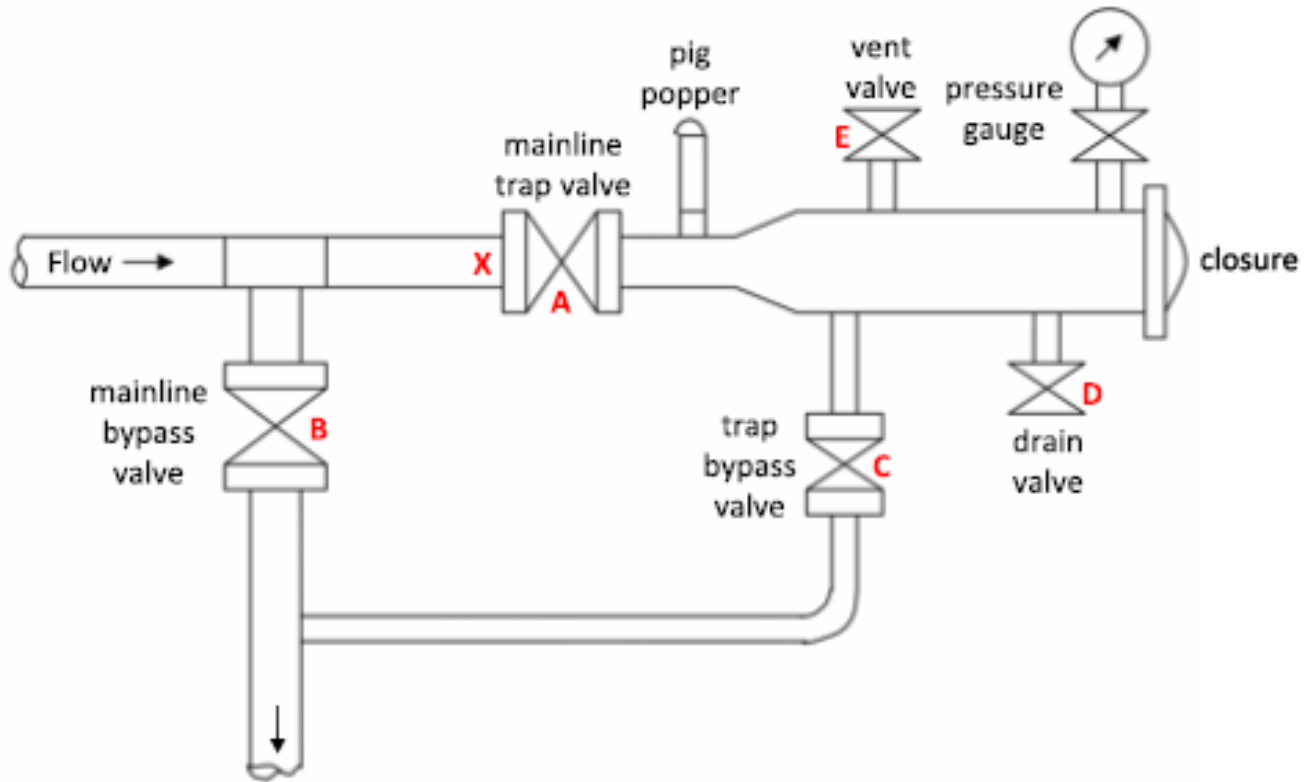 pig
popper
vent
valve
pressure
gauge
E
mainline
trap valve
Flow
X
A
closure
mainline
bypass
valve
B
trap
bypass
valve
C
D
drain
valve